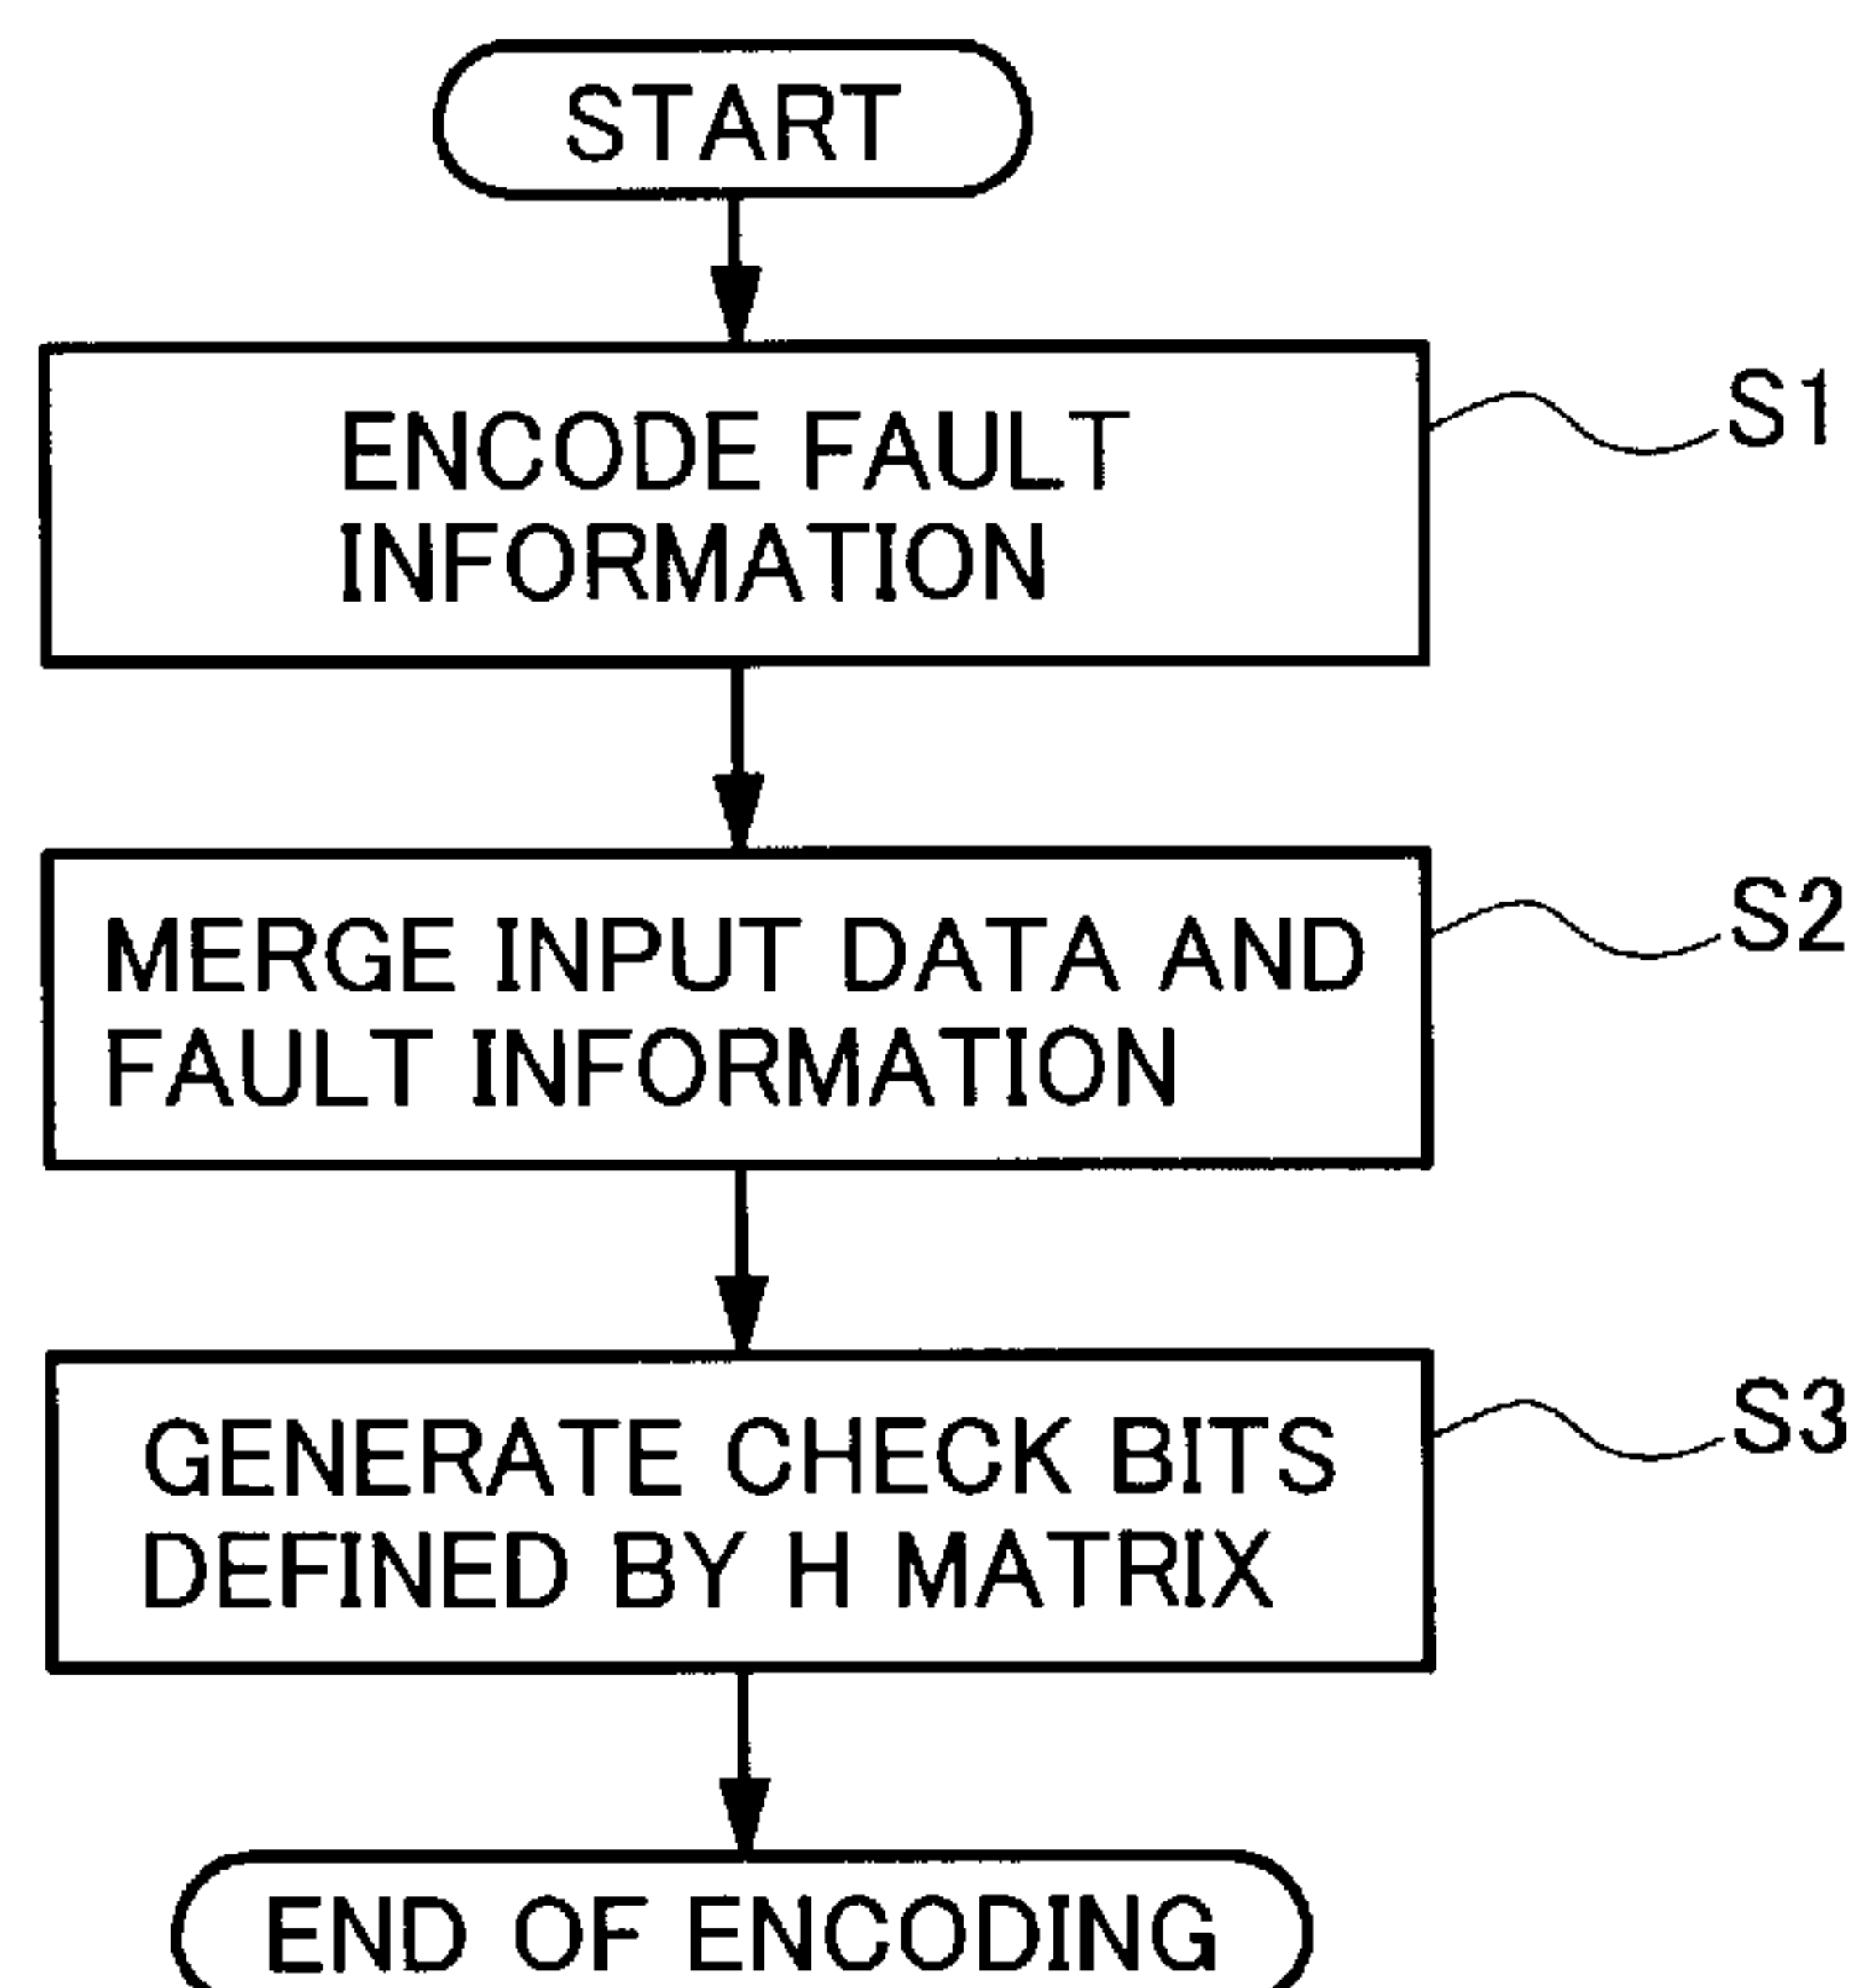 START
ENCODE FAULT
INFORMATION
S1
MERGE INPUT DATA AND
FAULT INFORMATION
S2
GENERATE CHECK BITS
DEFINED BY H MATRIX
S3
END OF ENCODING